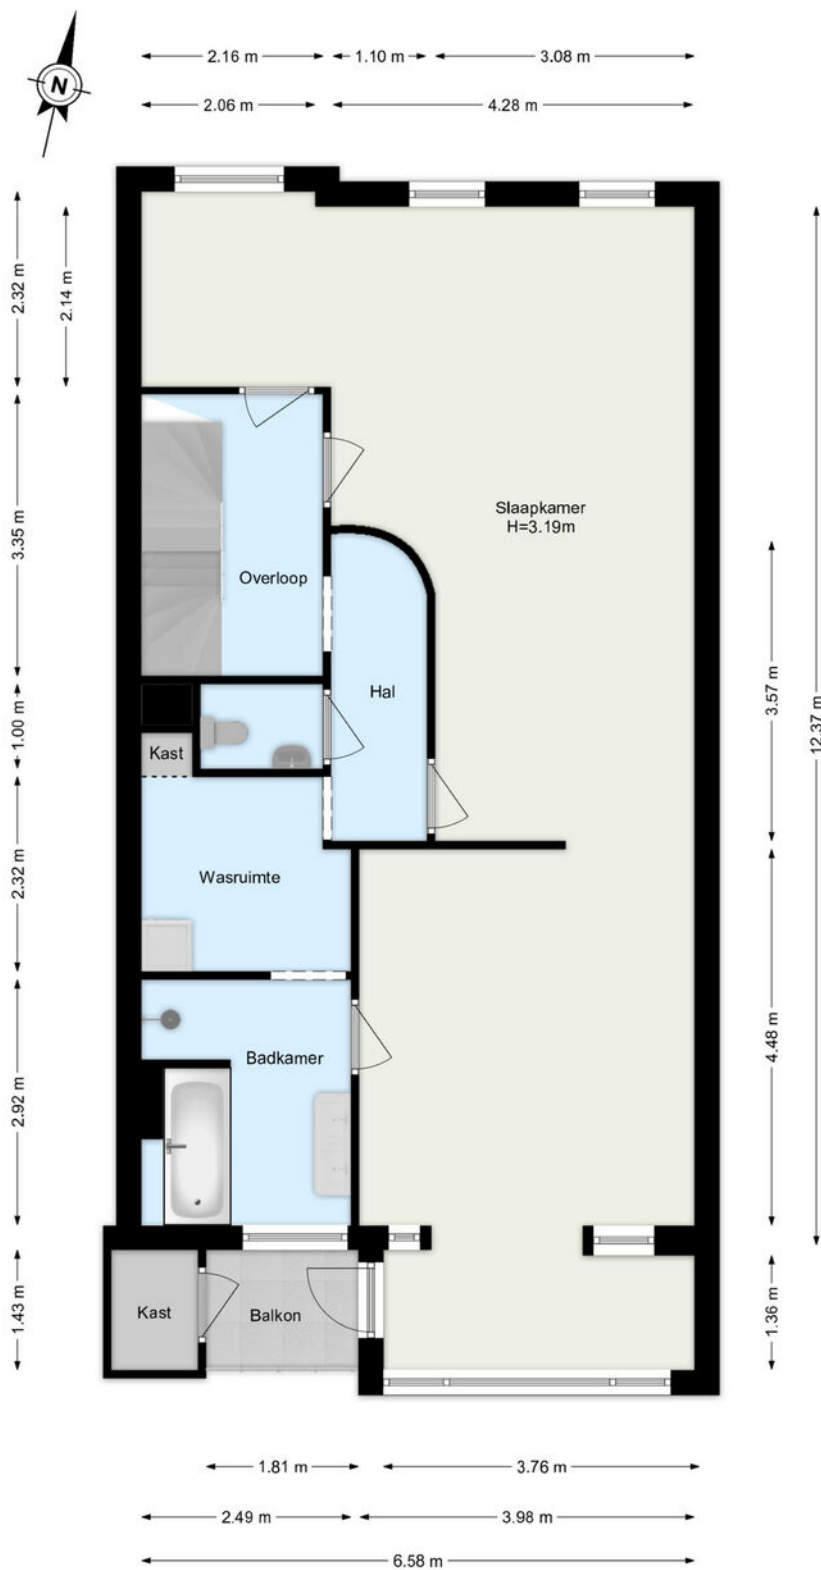 2.16 m
1.10 m
3.08 m
N
2.06 m
4.28 m
2.32 m
2.14 m
3.35 m
Slaapkamer
H=3.19m
Overloop
Hal
3.57 m
12.37 m
1.00 m
Kast
2.32 m
Wasruimte
4.48 m
Badkamer
2.92 m
1.43 m
Kast
Balkon
1.36 m
1.81 m
3.76 m
2.49 m
3.98 m
6.58 m